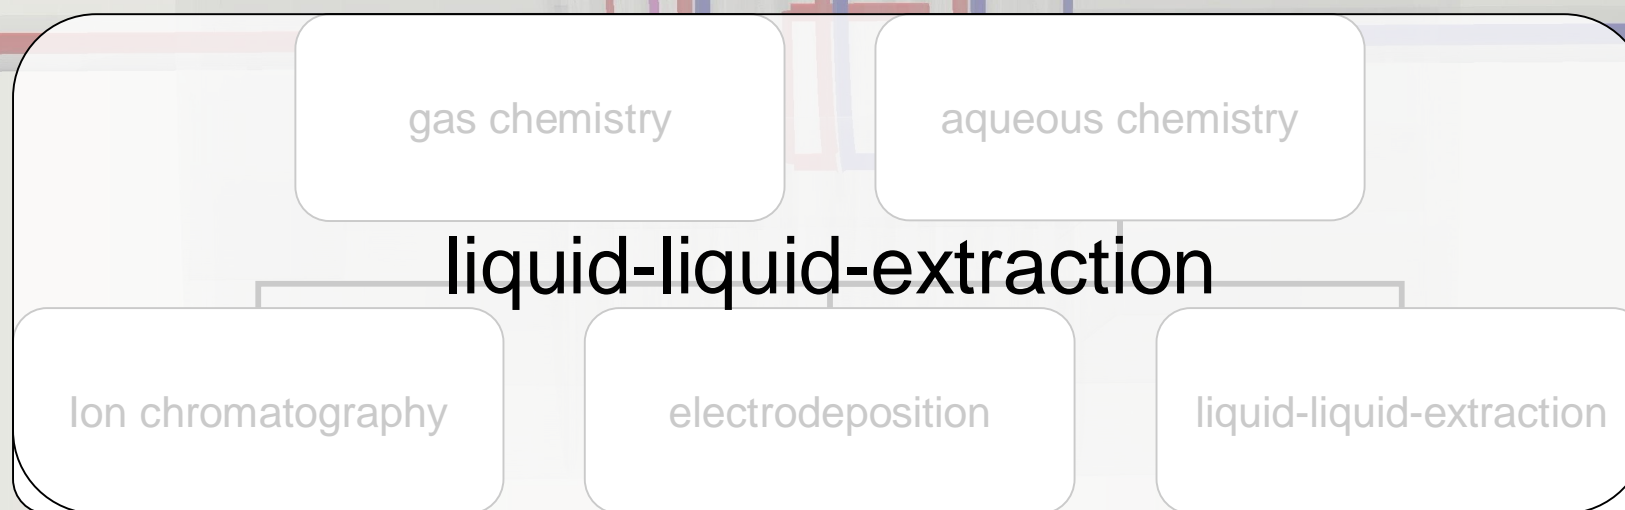 gas chemistry
aqueous chemistry
liquid-liquid-extraction
Ion chromatography
electrodeposition
liquid-liquid-extraction